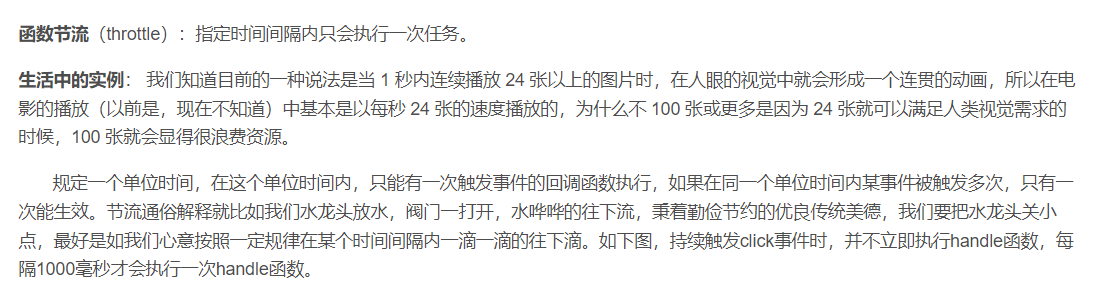 函数节流（throttle）：指定时间间隔内只会执行一次任务。
生活中的实例： 我们知道目前的一种说法是当 1 秒内连续播放 24 张以上的图片时，在人眼的视觉中就会形成一个连贯的动画，所以在电
影的播放（以前是，现在不知道）中基本是以每秒 24 张的速度播放的，为什么不 100 张或更多是因为 24 张就可以满足人类视觉需求的
时候，100 张就会显得很浪费资源。
规定一个单位时间，在这个单位时间内，只能有一次触发事件的回调函数执行，如果在同一个单位时间内某事件被触发多次，只有一
次能生效。节流通俗解释就比如我们水龙头放水，阀门一打开，水哗哗的往下流，秉着勤俭节约的优良传统美德，我们要把水龙头关小
点，最好是如我们心意按照一定规律在某个时间间隔内一滴一滴的往下滴。如下图，持续触发click事件时，并不立即执行handle函数，每
隔1000毫秒才会执行一次handle函数。